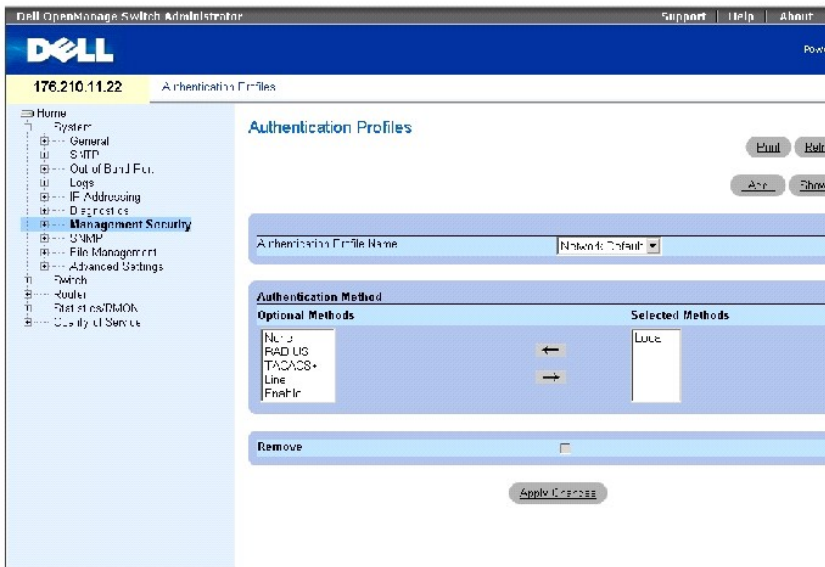 Dell OpenManage Switch Administrator
Support | Help | About
DELL
Powe
176.210.11.22
Authentication Profiles
Home
System
General
SNTP
Out of Band Port
Logs
IP Addressing
Diagnostics
Management Security
SNMP
File Management
Advanced Settings
Switch
Router
Statistics/RMON
Quality of Service
Authentication Profiles
Print
Refr
Add
Show
Authentication Profile Name
Network Default
Authentication Method
Optional Methods
Selected Methods
None
RADIUS
TACACS+
Line
Enable
Local
Remove
Apply Changes